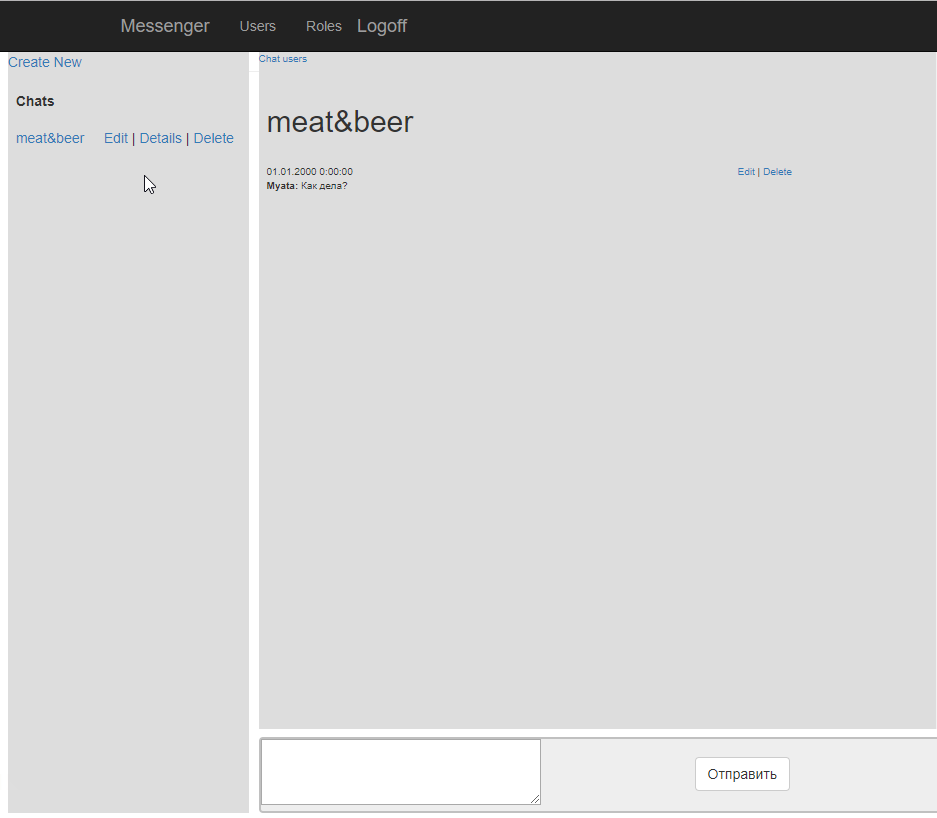 Messenger Users Roles Logoff
Create New
Chats
meat&beer Edit | Details | Delete
Chat users
meat&beer
01.01.2000 0:00:00 Edit | Delete
Myata: Как дела?
Отправить